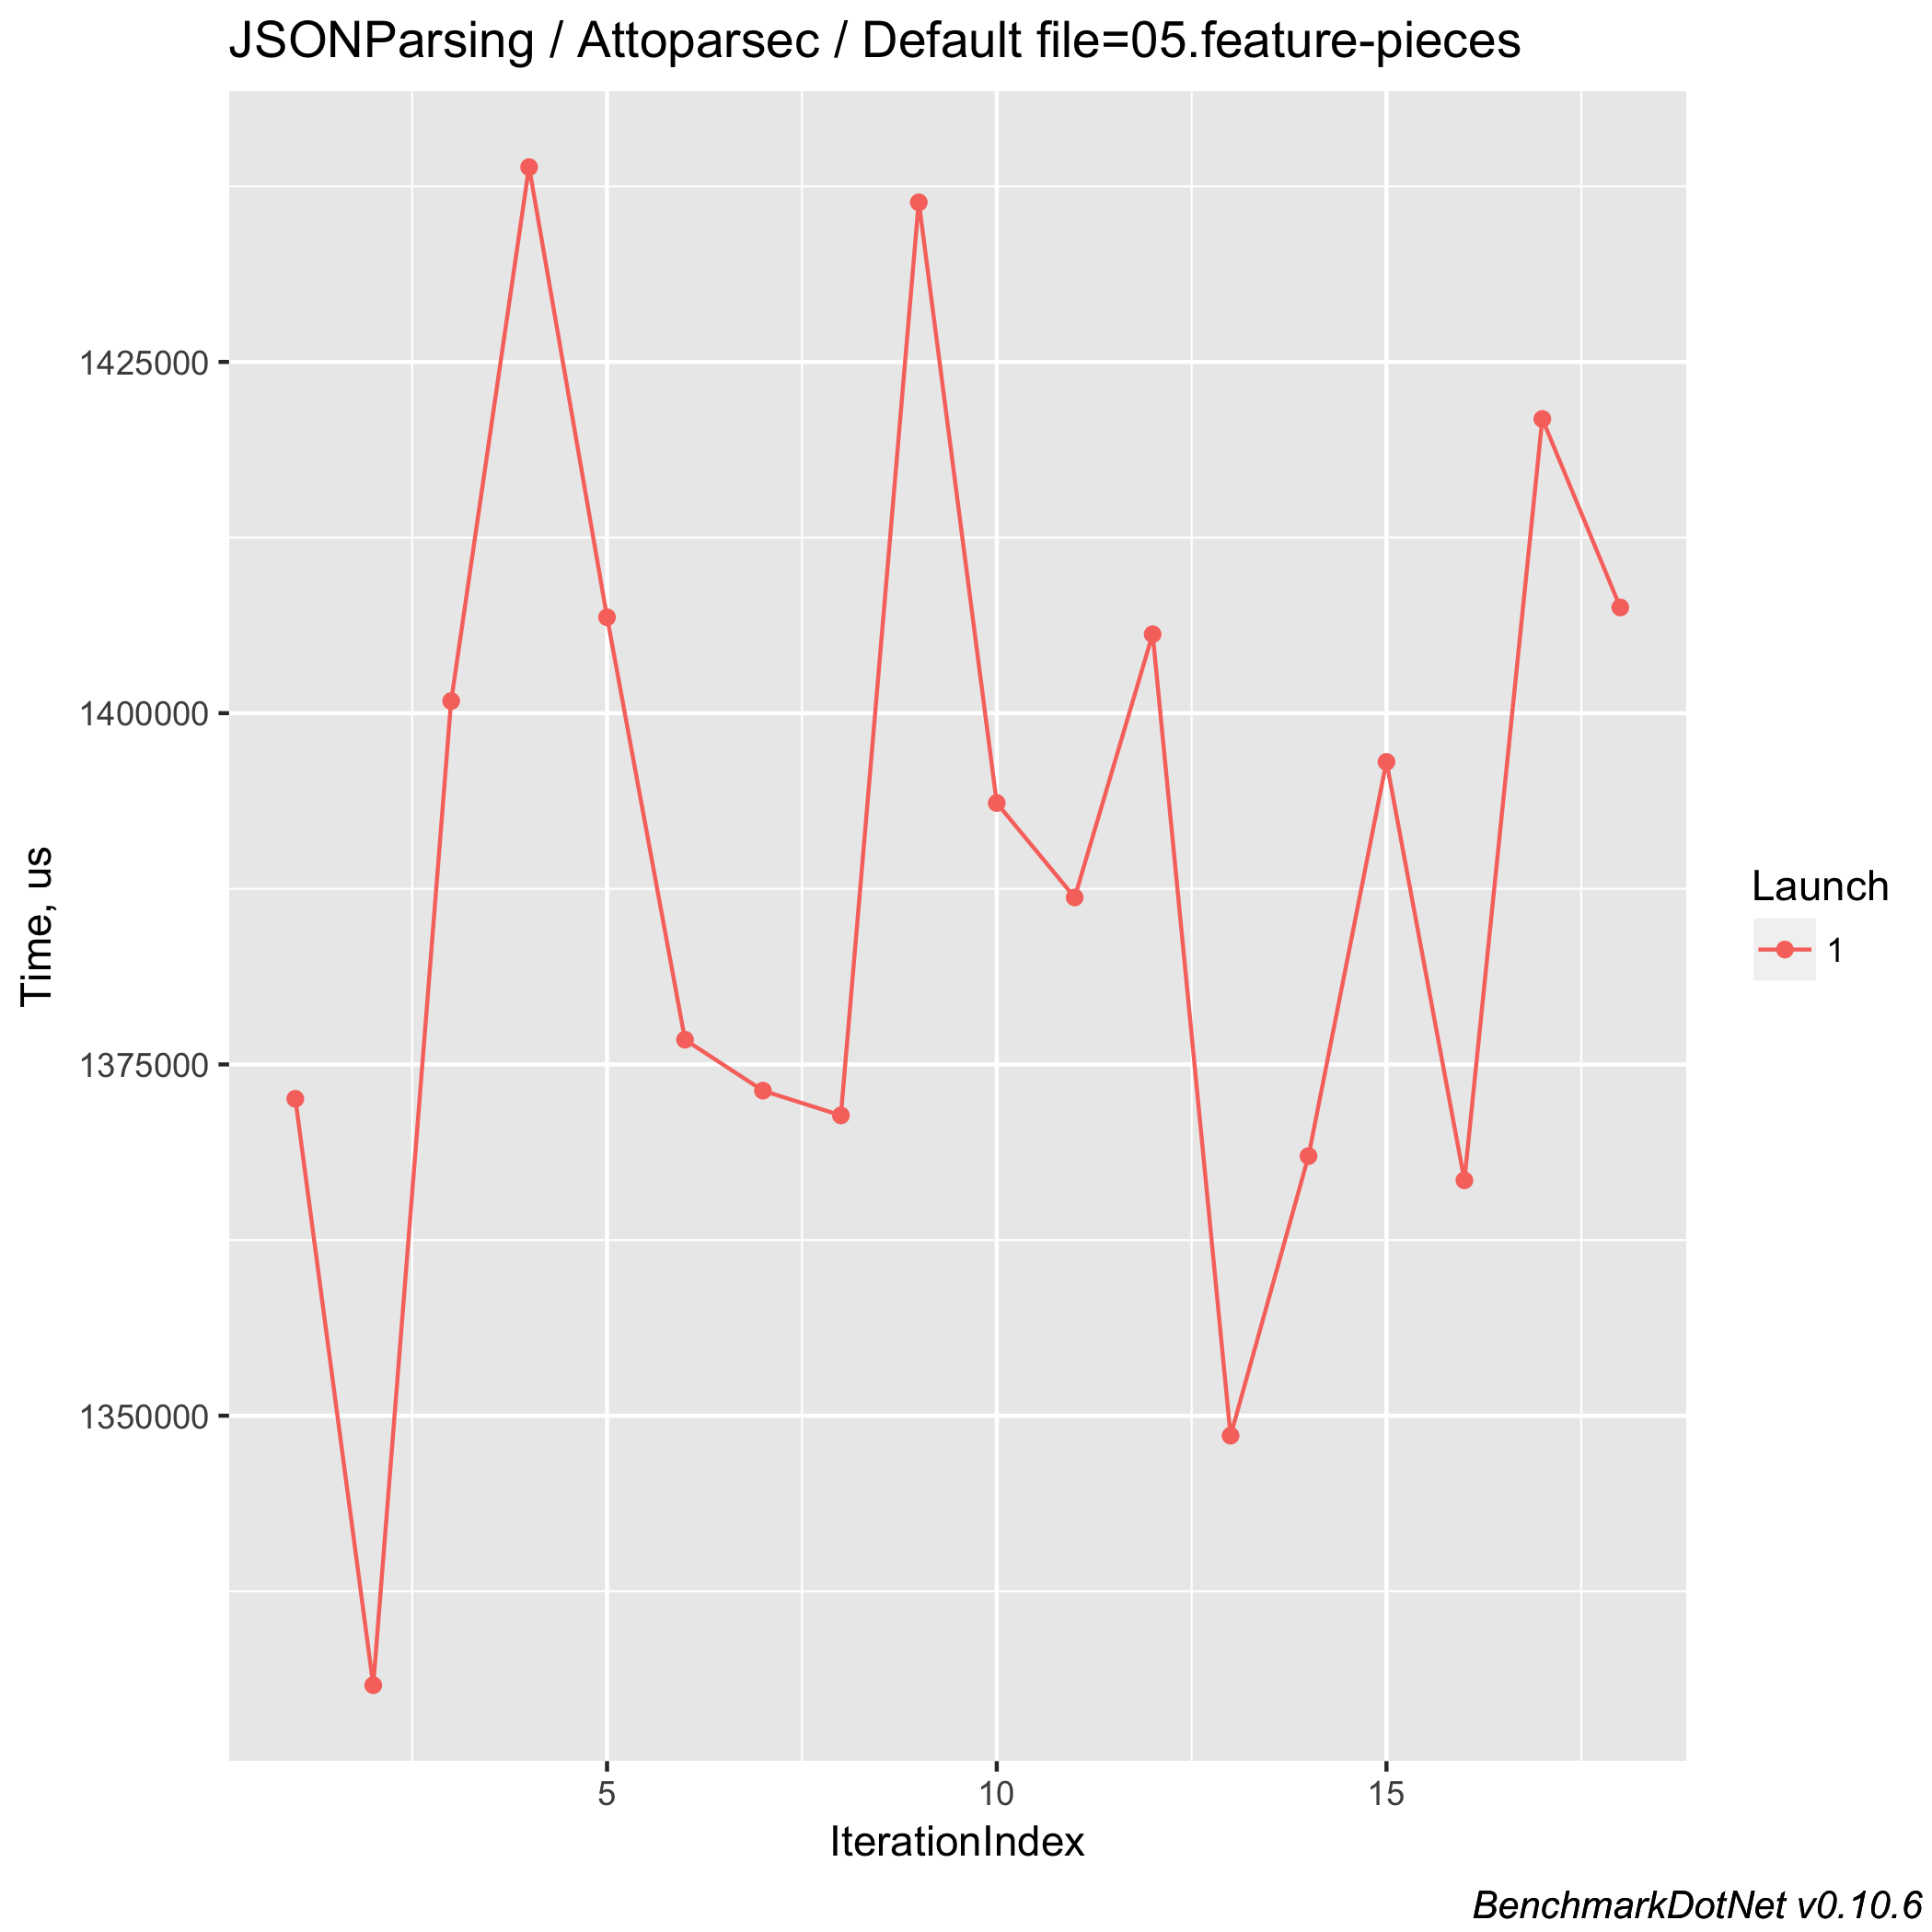 JSONParsing / Attoparsec / Default file=05.feature-pieces
1425000
1400000
1375000
1350000
Time, us
5
10
15
IterationIndex
Launch
1
BenchmarkDotNet v0.10.6